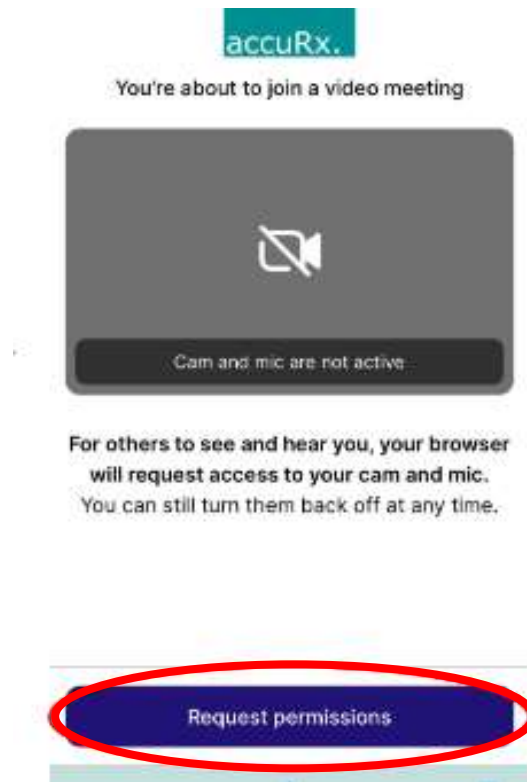 accuRx.
You're about to join a video meeting
Cam and mic are not active
For others to see and hear you, your browser
will request access to your cam and mic.
You can still turn them back off at any time.
Request permissions